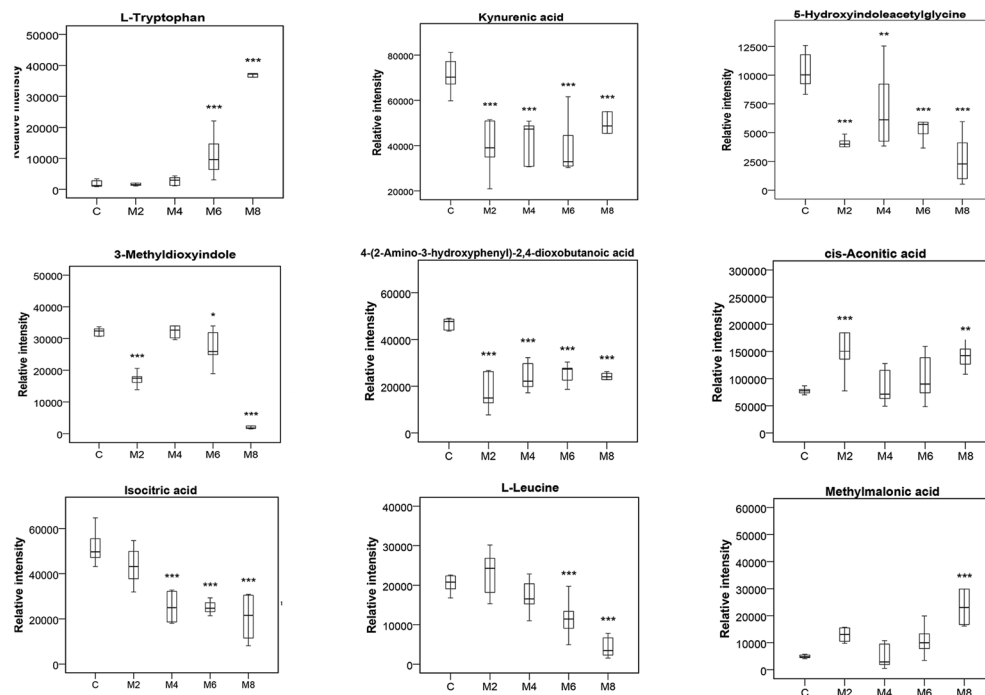 L-Tryptophan
Relative intensity
50000
40000
30000
20000
10000
0
***
***
C M2 M4 M6 M8
Kynurenic acid
Relative intensity
80000
60000
40000
20000
***
***
***
***
C M2 M4 M6 M8
5-Hydroxyindoleacetylglycine
Relative intensity
12500
10000
7500
5000
2500
0
**
***
***
***
C M2 M4 M6 M8
3-Methyldioxyindole
Relative intensity
50000
40000
30000
20000
10000
0
*
***
***
C M2 M4 M6 M8
4-(2-Amino-3-hydroxyphenyl)-2,4-dioxobutanoic acid
Relative intensity
60000
40000
20000
0
***
***
***
***
C M2 M4 M6 M8
cis-Aconitic acid
Relative intensity
300000
250000
200000
150000
100000
50000
0
***
**
C M2 M4 M6 M8
Isocitric acid
Relative intensity
60000
40000
20000
0
***
***
***
C M2 M4 M6 M8
L-Leucine
Relative intensity
40000
30000
20000
10000
0
***
***
C M2 M4 M6 M8
Methylmalonic acid
Relative intensity
60000
50000
40000
30000
20000
10000
0
***
C M2 M4 M6 M8